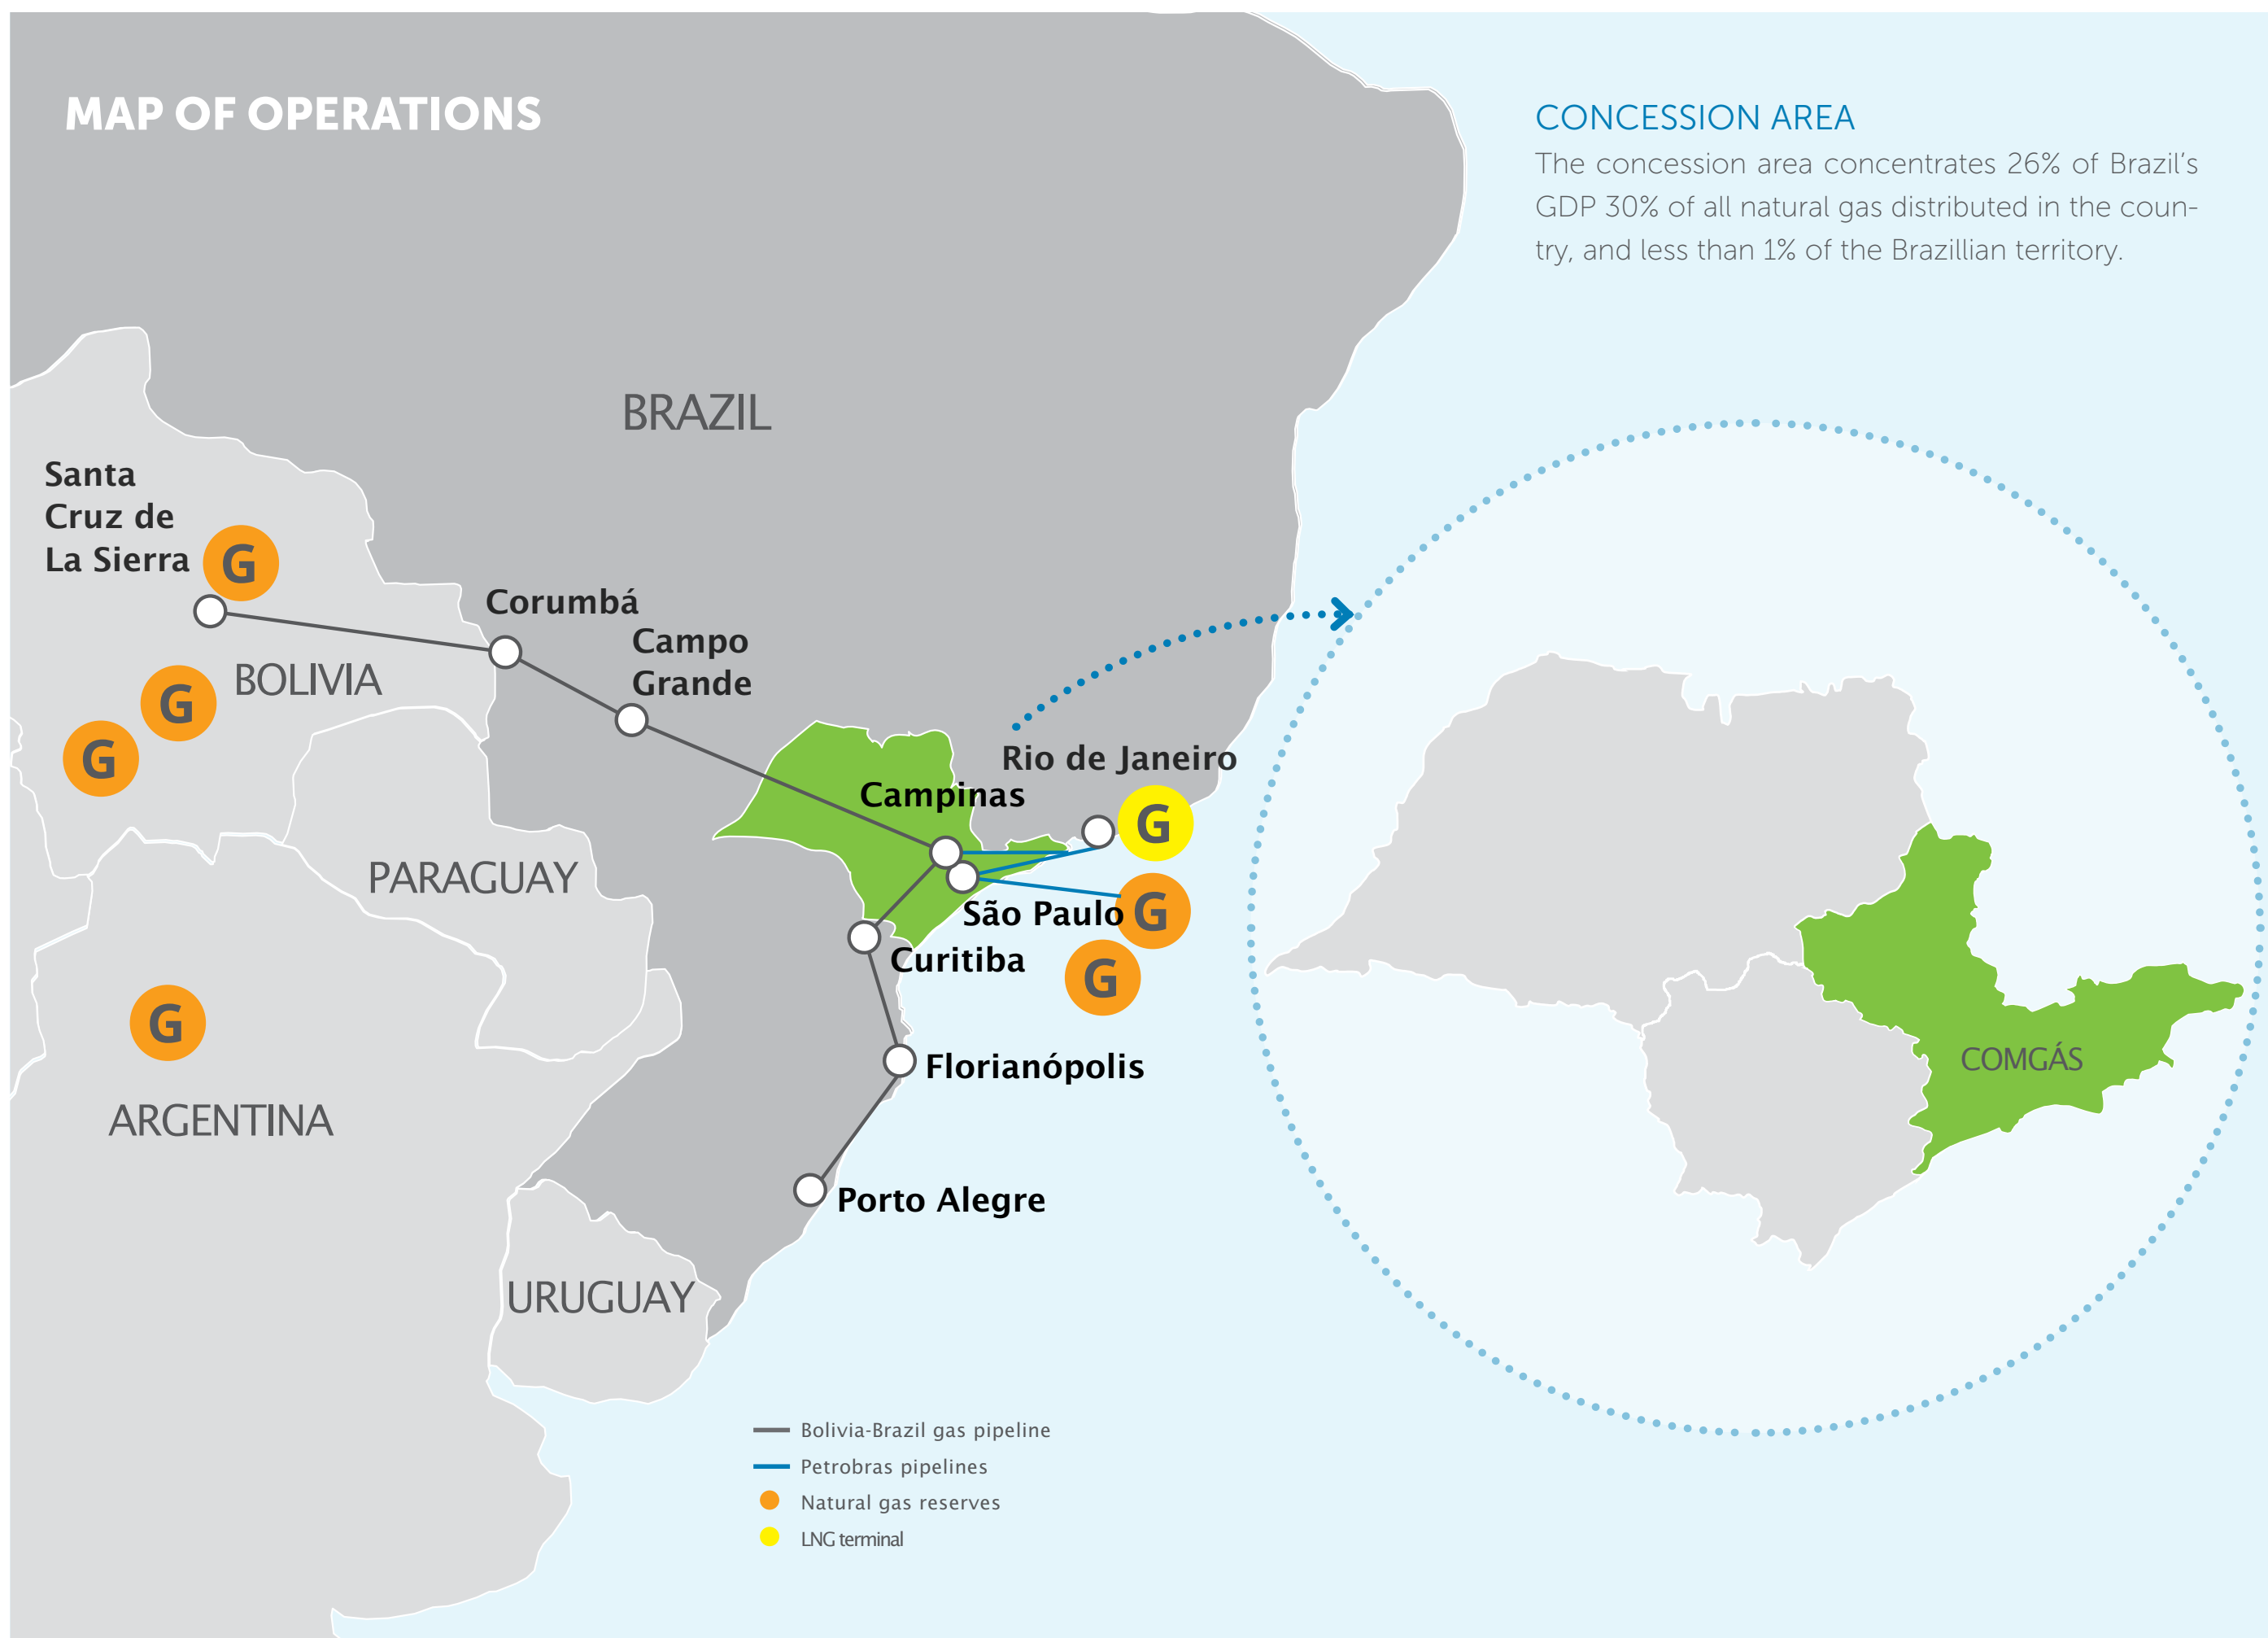 MAP OF OPERATIONS
CONCESSION AREA
The concession area concentrates 26% of Brazil's
GDP 30% of all natural gas distributed in the coun-
try, and less than 1% of the Brazillian territory.
BRAZIL
Santa
Cruz de
La Sierra
G
Corumbá
Campo
Grande
BOLIVIA
G
G
Rio de Janeiro
Campinas
G
PARAGUAY
São Paulo
G
Curitiba
G
G
COMGÁS
Florianópolis
ARGENTINA
Porto Alegre
URUGUAY
Bolivia-Brazil gas pipeline
Petrobras pipelines
Natural gas reserves
LNG terminal